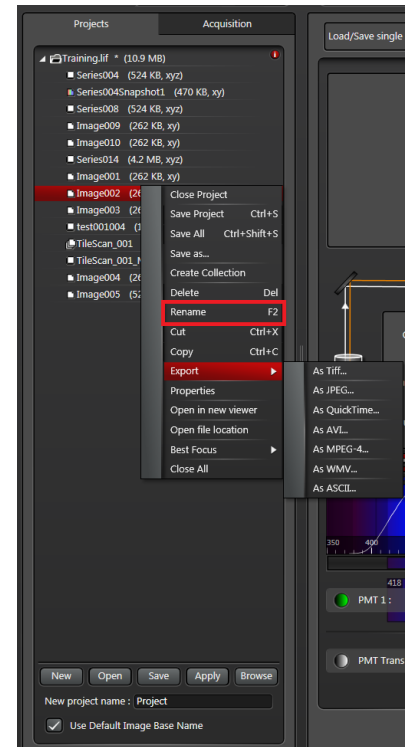 Projects
Acquisition
Load/Save single
Training.lif * (10.9 MB)
Series004 (524 KB, xyz)
Series004Snapshot1 (470 KB, xy)
Series008 (524 KB, xyz)
Image009 (262 KB, xy)
Image010 (262 KB, xy)
Series014 (4.2 MB, xyz)
Image001 (262 KB, xy)
Image002 (26
Image003 (26
test001004 (1
TileScan_001
TileScan_001_
Image004 (26
Image005 (52
Close Project
Save Project Ctrl+S
Save All Ctrl+Shift+S
Save as...
Create Collection
Delete Del
Rename F2
Cut Ctrl+X
Copy Ctrl+C
Export
Properties
Open in new viewer
Open file location
Best Focus
Close All
As Tiff...
As JPEG...
As QuickTime...
As AVI...
As MPEG-4...
As WMV...
As ASCII...
350 400
418
PMT 1 :
PMT Trans
New Open Save Apply Browse
New project name : Project
Use Default Image Base Name